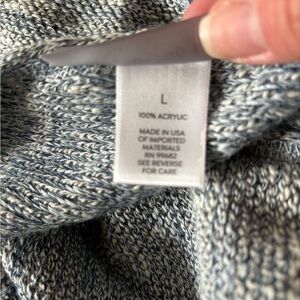 L
100% ACRYLIC
MADE IN USA
OF IMPORTED
MATERIALS
RN 99682
SEE REVERSE
FOR CARE